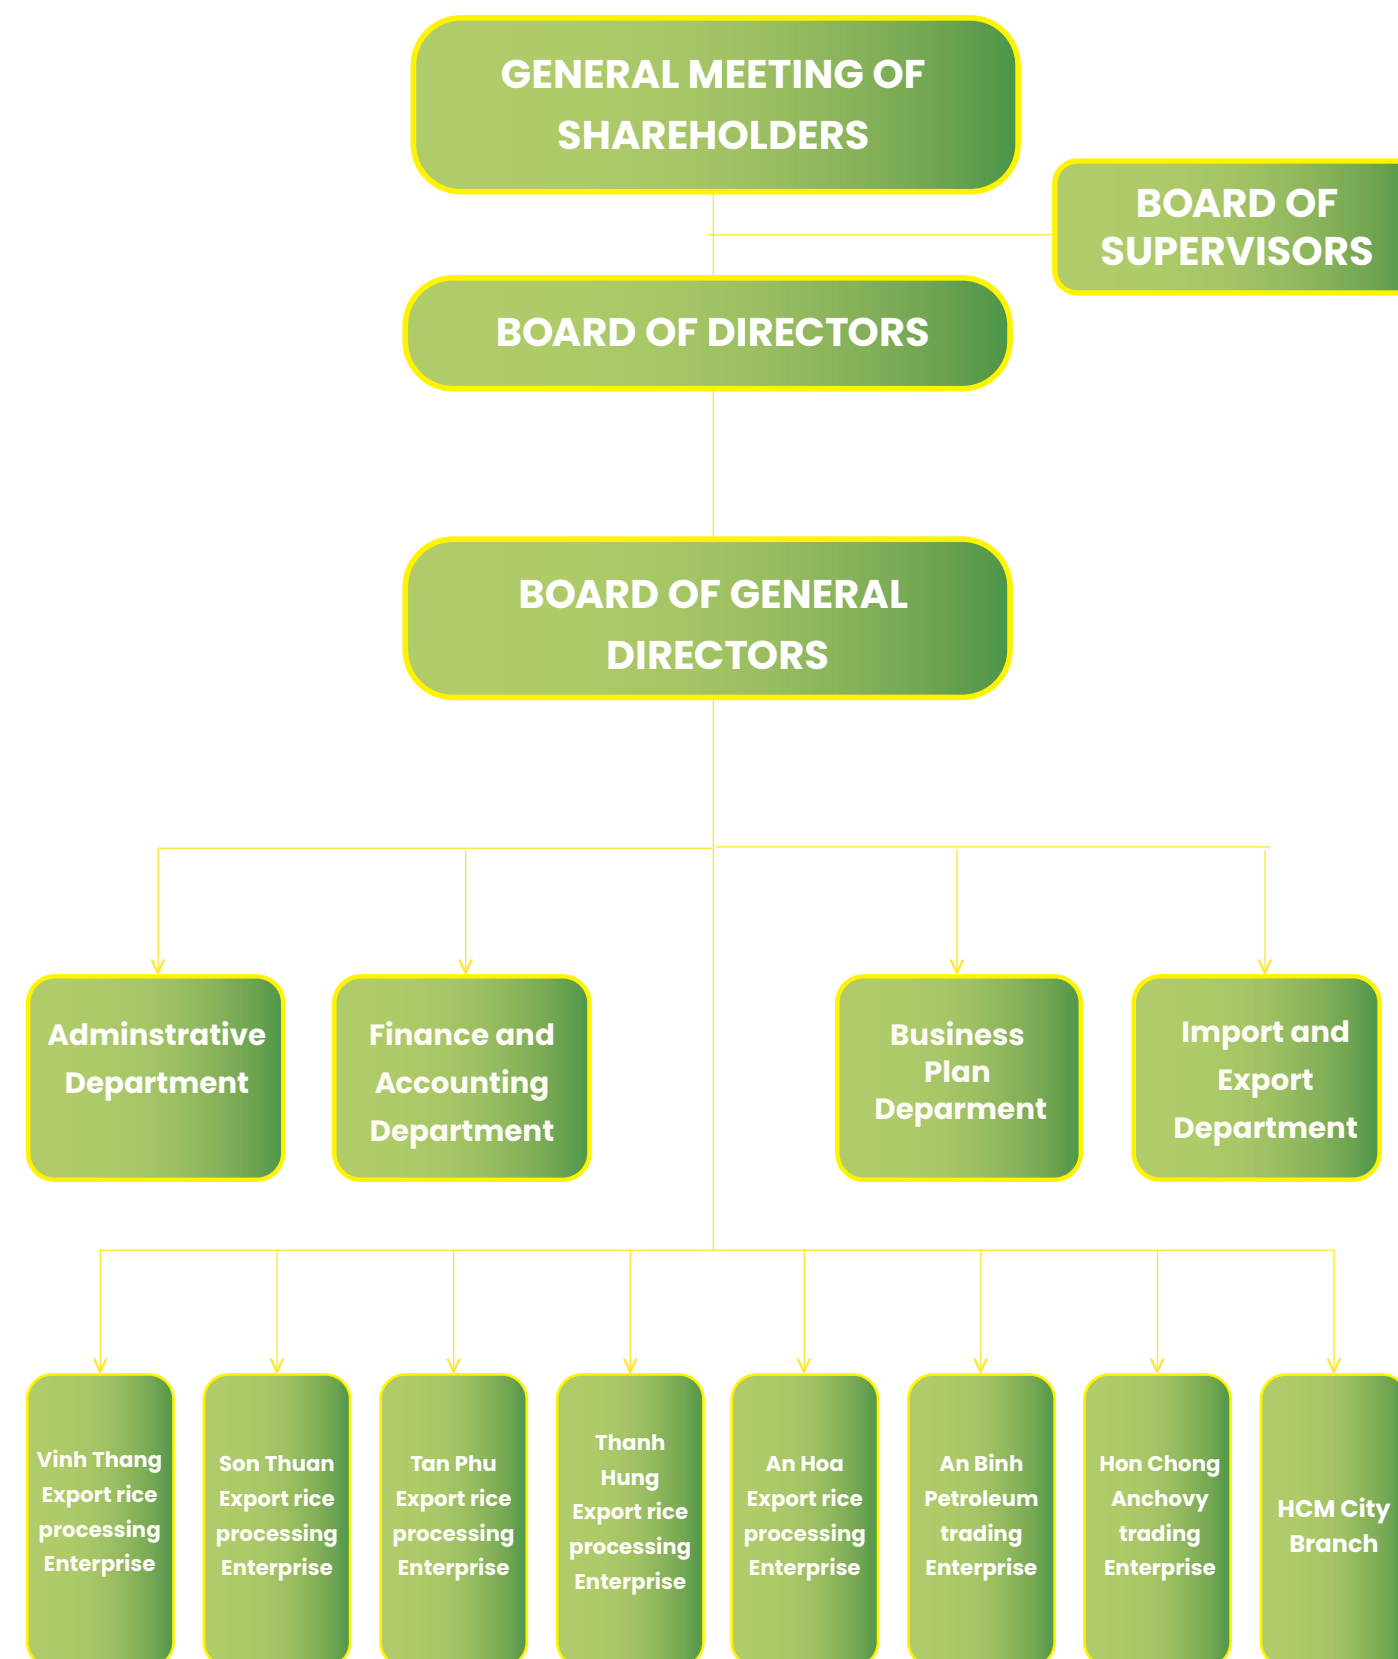 GENERAL MEETING OF
SHAREHOLDERS
BOARD OF
SUPERVISORS
BOARD OF DIRECTORS
BOARD OF GENERAL
DIRECTORS
Adminstrative
Department
Finance and
Accounting
Department
Business
Plan
Deparment
Import and
Export
Department
Vinh Thang
Export rice
processing
Enterprise
Son Thuan
Export rice
processing
Enterprise
Tan Phu
Export rice
processing
Enterprise
Thanh
Hung
Export rice
processing
Enterprise
An Hoa
Export rice
processing
Enterprise
An Binh
Petroleum
trading
Enterprise
Hon Chong
Anchovy
trading
Enterprise
HCM City
Branch